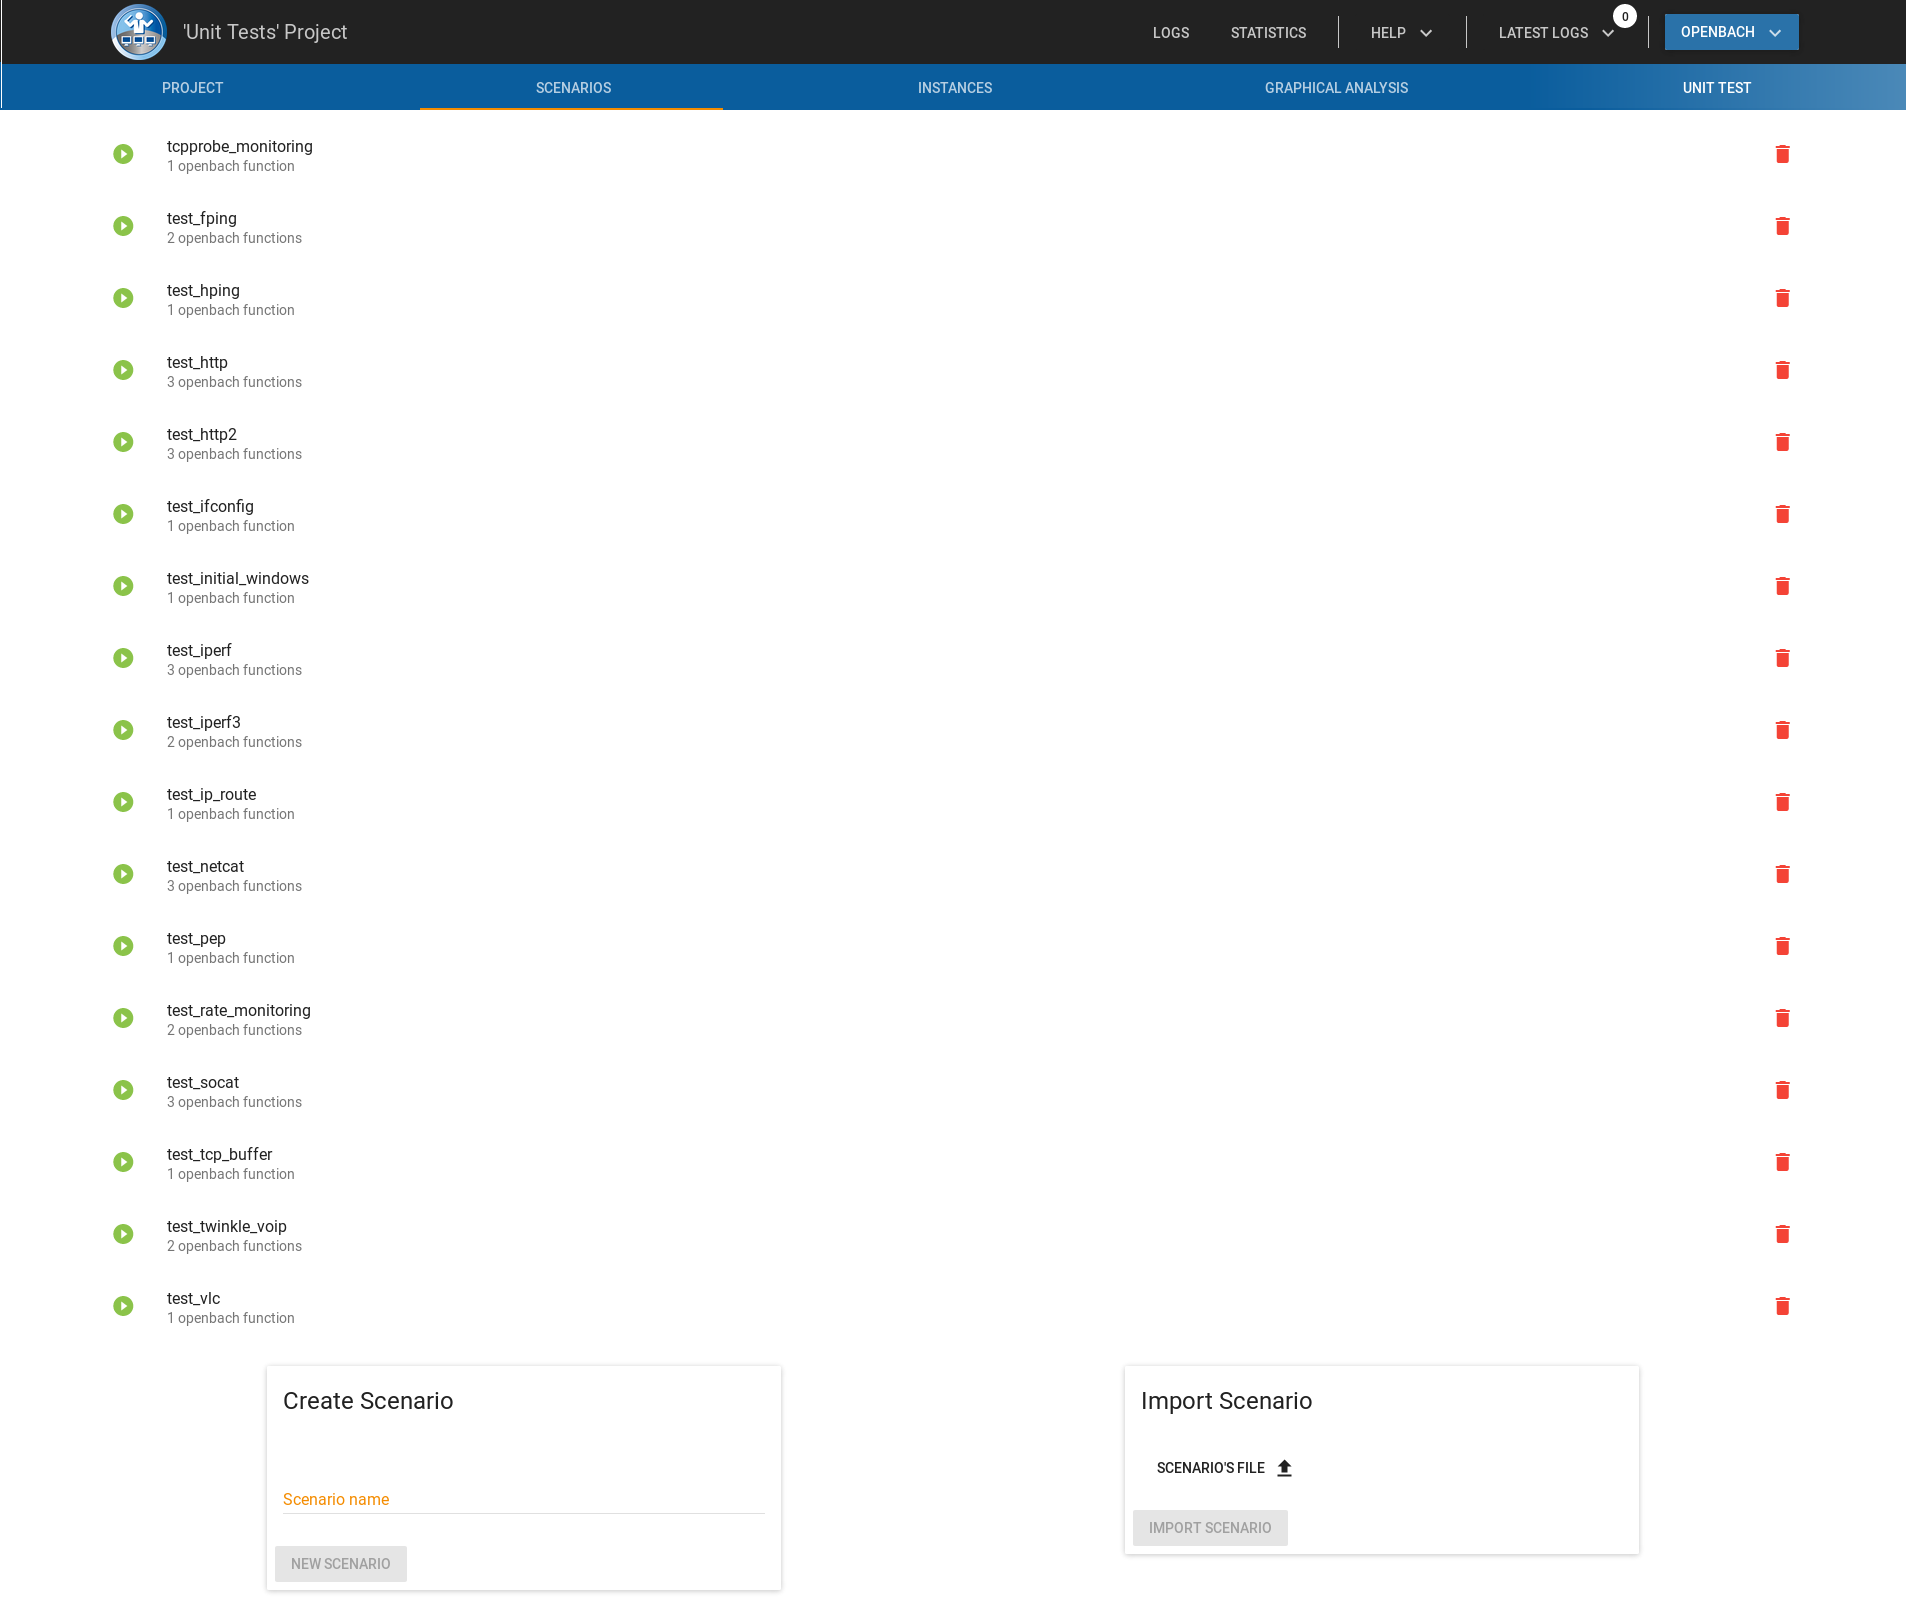 'Unit Tests' Project
LOGS
STATISTICS
HELP
LATEST LOGS
0
OPENBACH
PROJECT
SCENARIOS
INSTANCES
GRAPHICAL ANALYSIS
UNIT TEST
tcpprobe_monitoring
1 openbach function
test_fping
2 openbach functions
test_hping
1 openbach function
test_http
3 openbach functions
test_http2
3 openbach functions
test_ifconfig
1 openbach function
test_initial_windows
1 openbach function
test_iperf
3 openbach functions
test_iperf3
2 openbach functions
test_ip_route
1 openbach function
test_netcat
3 openbach functions
test_pep
1 openbach function
test_rate_monitoring
2 openbach functions
test_socat
3 openbach functions
test_tcp_buffer
1 openbach function
test_twinkle_voip
2 openbach functions
test_vlc
1 openbach function
Create Scenario
Scenario name
NEW SCENARIO
Import Scenario
SCENARIO'S FILE
IMPORT SCENARIO